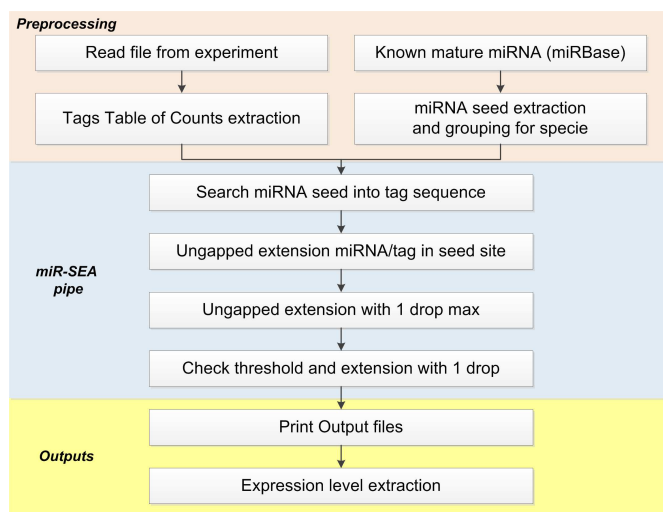 Preprocessing
Read file from experiment
Known mature miRNA (miRBase)
Tags Table of Counts extraction
miRNA seed extraction
and grouping for specie
Search miRNA seed into tag sequence
Ungapped extension miRNA/tag in seed site
miR-SEA
pipe
Ungapped extension with 1 drop max
Check threshold and extension with 1 drop
Print Output files
Outputs
Expression level extraction